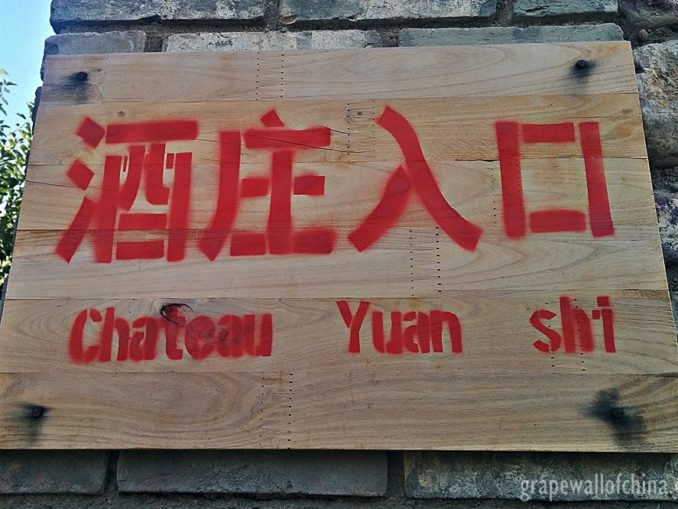 酒庄入口
Chateau Yuan shi
grapewallofchina.